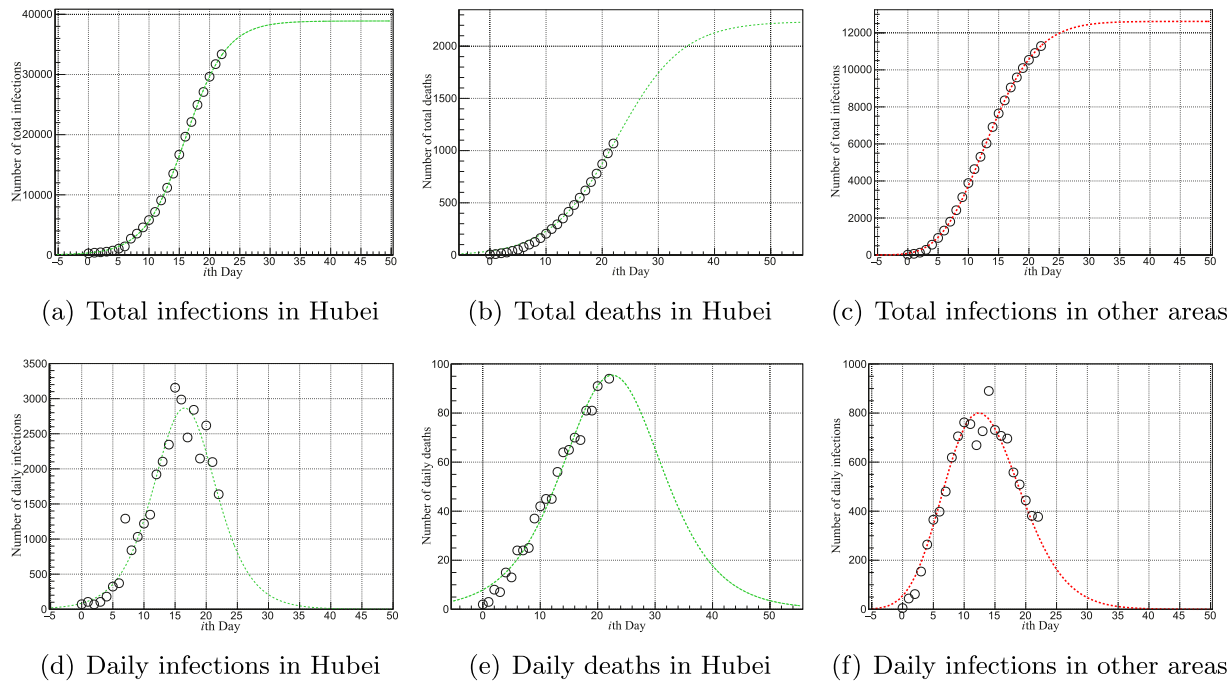 40000
30000
20000
10000
0
Number of total infections
−5 0 5 10 15 20 25 30 35 40 45 50
ith Day
(a) Total infections in Hubei
2000
1500
1000
500
0
Number of total deaths
0 10 20 30 40 50
ith Day
(b) Total deaths in Hubei
12000
10000
8000
6000
4000
2000
0
Number of total infections
−5 0 5 10 15 20 25 30 35 40 45 50
ith Day
(c) Total infections in other areas
3500
3000
2500
2000
1500
1000
500
0
Number of daily infections
−5 0 5 10 15 20 25 30 35 40 45 50
ith Day
(d) Daily infections in Hubei
100
80
60
40
20
0
Number of daily deaths
0 10 20 30 40 50
ith Day
(e) Daily deaths in Hubei
1000
800
600
400
200
0
Number of daily infections
−5 0 5 10 15 20 25 30 35 40 45 50
ith Day
(f) Daily infections in other areas